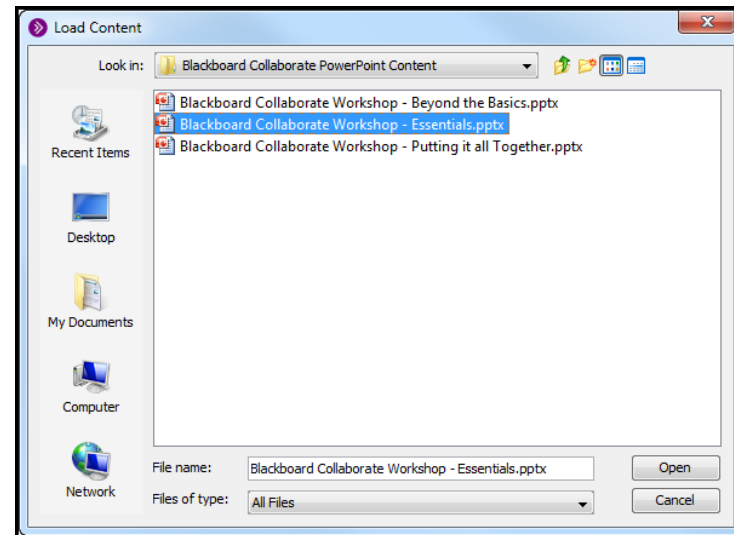 Load Content
Look in: Blackboard Collaborate PowerPoint Content
Blackboard Collaborate Workshop - Beyond the Basics.pptx
Blackboard Collaborate Workshop - Essentials.pptx
Blackboard Collaborate Workshop - Putting it all Together.pptx
Recent Items
Desktop
My Documents
Computer
Network
File name: Blackboard Collaborate Workshop - Essentials.pptx Open
Files of type: All Files Cancel